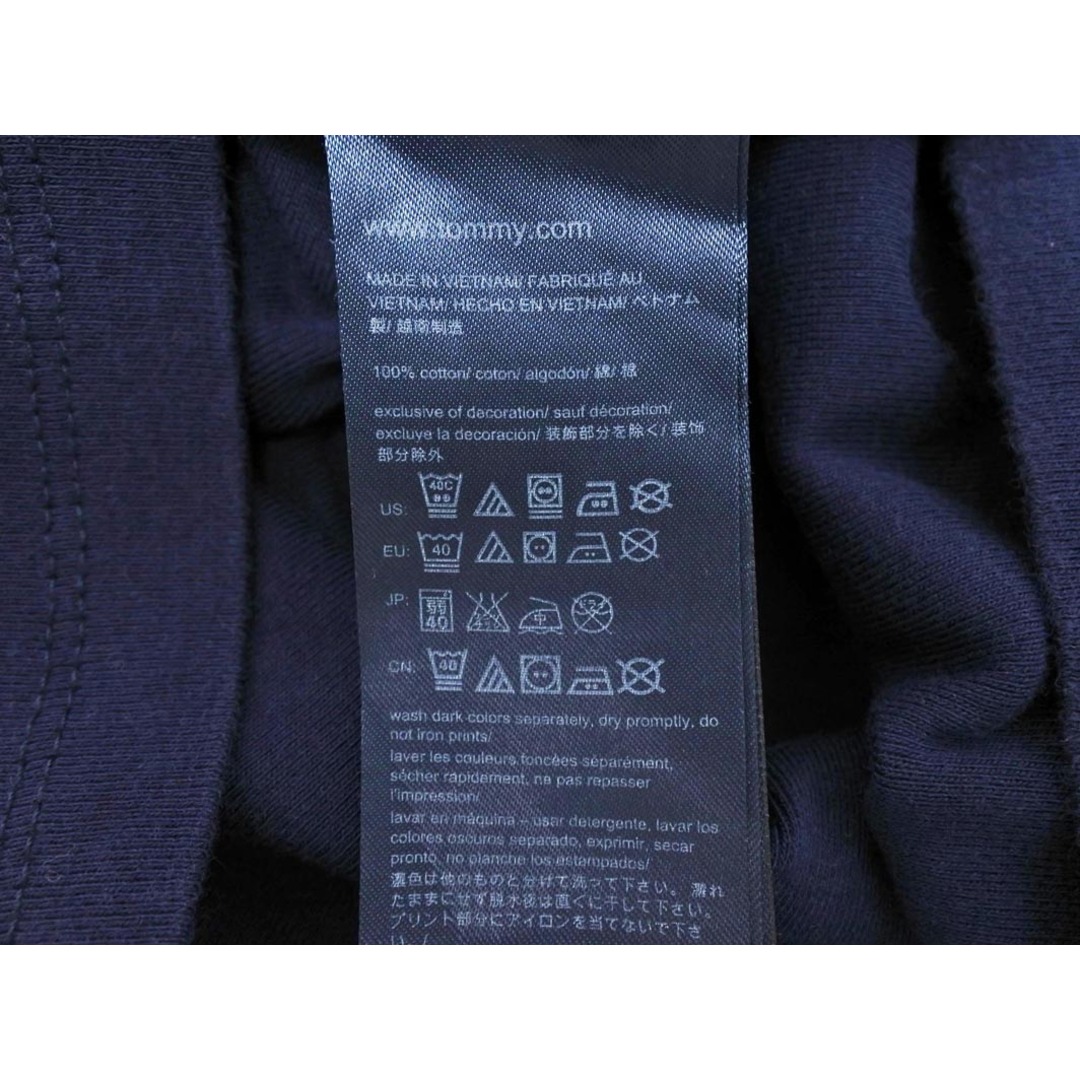 www.tommy.com
MADE IN VIETNAM/ FABRIQUÉ AU
VIETNAM/ HECHO EN VIETNAM/ ベトナム
製/ 越南制造
100% cotton/ coton/ algodón/ 綿/ 棉
exclusive of decoration/ sauf décoration/
excluye la decoración/ 装飾部分を除く/ 装饰
部分除外
US: 40C
EU: 40
JP: 弱 40 中
CN: 40
wash dark colors separately, dry promptly, do
not iron prints/
laver les couleurs foncées séparément,
sécher rapidement, ne pas repasser
l'impression/
lavar en máquina – usar detergente, lavar los
colores oscuros separado, exprimir, secar
pronto, no planche los estampados/
濃色は他のものと分けて洗って下さい。 濡れ
たままにせず脱水後は直ぐに干して下さい。
プリント部分にアイロンを当てないで下さ
い。/